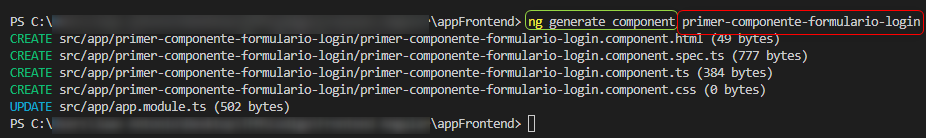 PS C:\ \appFrontend> ng generate component primer-componente-formulario-login
CREATE src/app/primer-componente-formulario-login/primer-componente-formulario-login.component.html (49 bytes)
CREATE src/app/primer-componente-formulario-login/primer-componente-formulario-login.component.spec.ts (777 bytes)
CREATE src/app/primer-componente-formulario-login/primer-componente-formulario-login.component.ts (384 bytes)
CREATE src/app/primer-componente-formulario-login/primer-componente-formulario-login.component.css (0 bytes)
UPDATE src/app/app.module.ts (502 bytes)
PS C:\ \appFrontend>